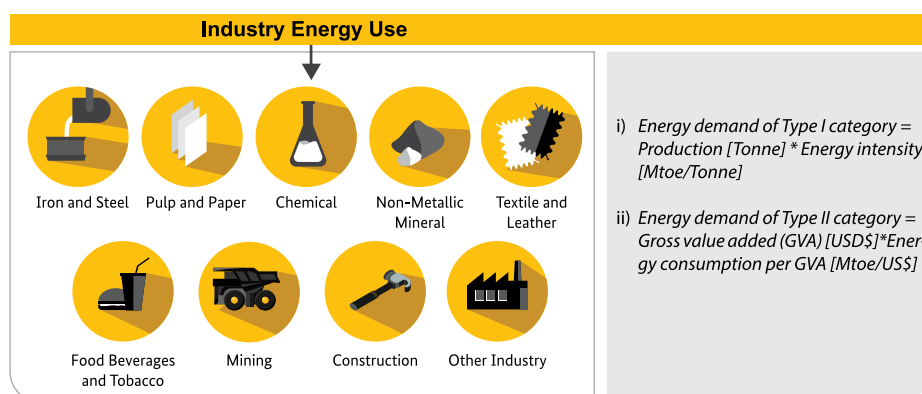 Industry Energy Use
Iron and Steel
Pulp and Paper
Chemical
Non-Metallic
Mineral
Textile and
Leather
Food Beverages
and Tobacco
Mining
Construction
Other Industry
i) Energy demand of Type I category =
Production [Tonne] * Energy intensity
[Mtoe/Tonne]
ii) Energy demand of Type II category =
Gross value added (GVA) [USD$]*Ener-
gy consumption per GVA [Mtoe/US$]